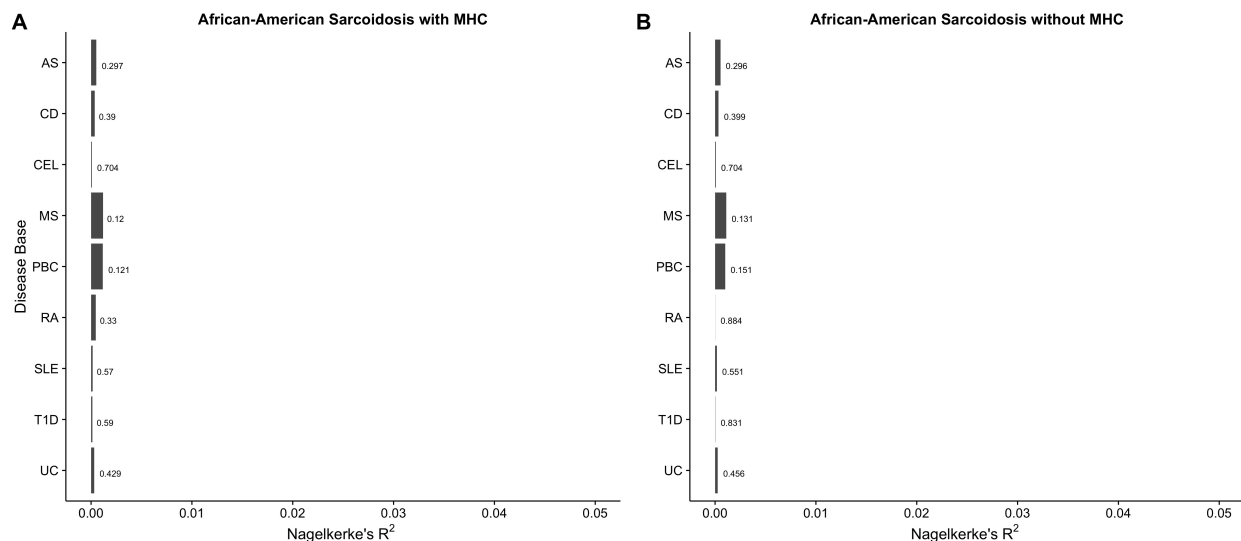 A
African-American Sarcoidosis with MHC
Disease Base
AS
0.297
CD
0.39
CEL
0.704
MS
0.12
PBC
0.121
RA
0.33
SLE
0.57
T1D
0.59
UC
0.429
0.00 0.01 0.02 0.03 0.04 0.05
Nagelkerke's R²
B
African-American Sarcoidosis without MHC
AS
0.296
CD
0.399
CEL
0.704
MS
0.131
PBC
0.151
RA
0.884
SLE
0.551
T1D
0.831
UC
0.456
0.00 0.01 0.02 0.03 0.04 0.05
Nagelkerke's R²